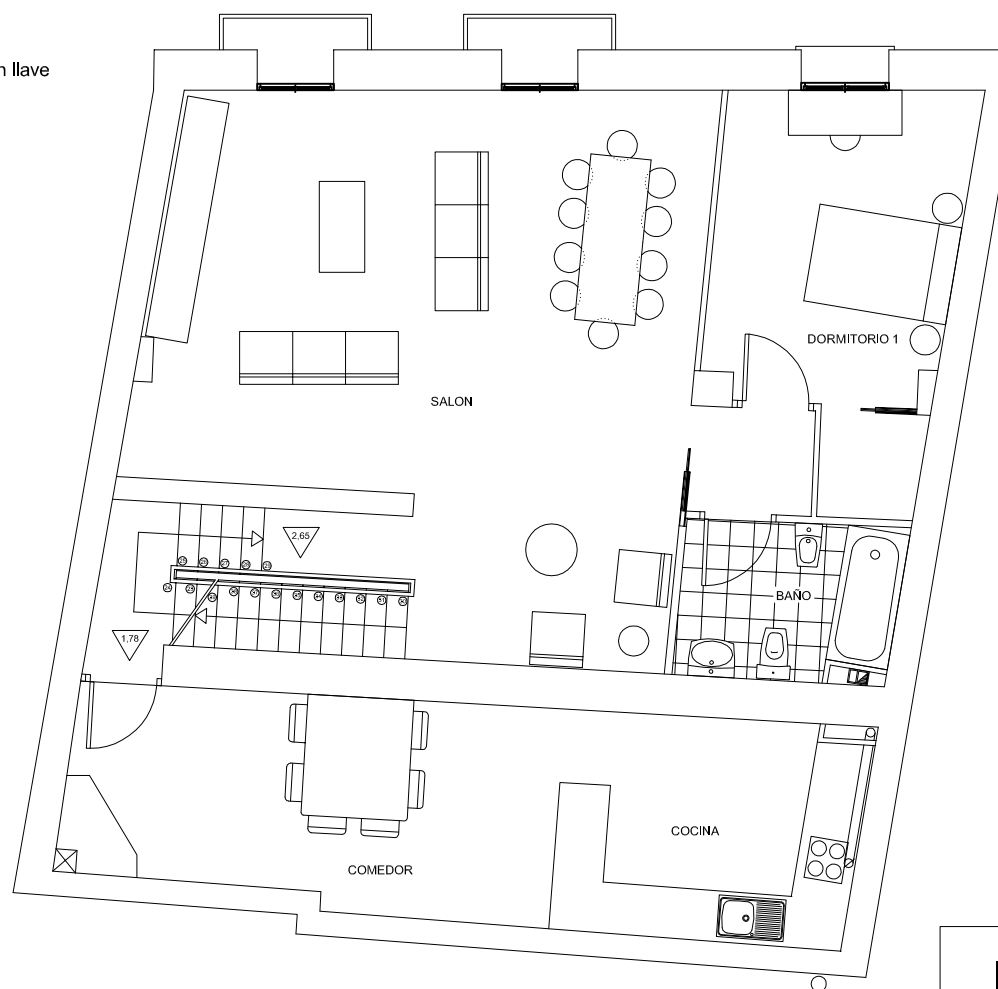 n llave
DORMITORIO 1
SALON
2,65
BAÑO
1,78
COCINA
COMEDOR